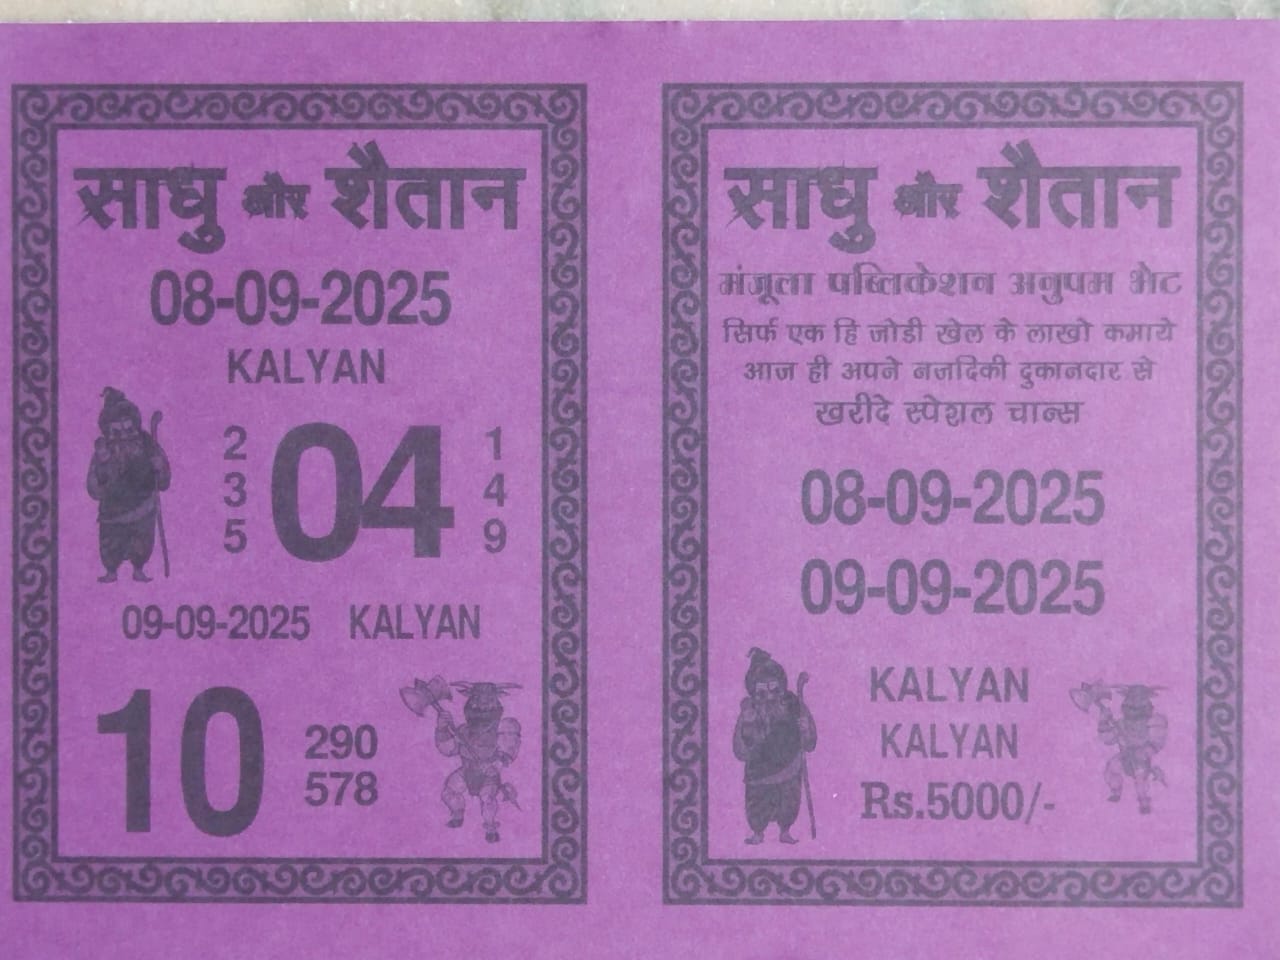 साधु और शैतान
08-09-2025
KALYAN
2
3
5
04
1
4
9
09-09-2025 KALYAN
10
290
578
साधु और शैतान
मंजूला पब्लिकेशन अनुपम भेट
सिर्फ एक हि जोडी खेल के लाखो कमाये
आज ही अपने नजदिकी दुकानदार से
खरीदे स्पेशल चान्स
08-09-2025
09-09-2025
KALYAN
KALYAN
Rs.5000/-